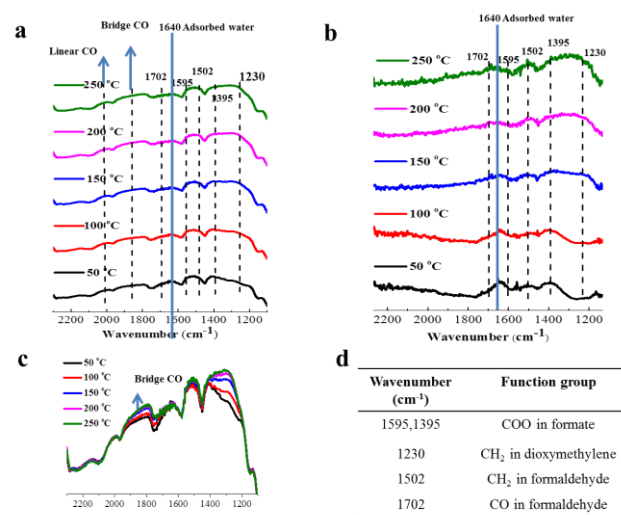 a
Bridge CO
1640 Adsorbed water
Linear CO
1702
1595
1502
1395
1230
250 °C
200 °C
150 °C
100 °C
50 °C
2200 2000 1800 1600 1400 1200
Wavenumber (cm-1)
b
1640 Adsorbed water
1702
1595
1502
1395
1230
250 °C
200 °C
150 °C
100 °C
50 °C
2200 2000 1800 1600 1400 1200
Wavenumber (cm-1)
c
50 °C
100 °C
150 °C
200 °C
250 °C
Bridge CO
2200 2000 1800 1600 1400 1200
d
Wavenumber Function group
(cm-1)
1595,1395 COO in formate
1230 CH2 in dioxymethylene
1502 CH2 in formaldehyde
1702 CO in formaldehyde